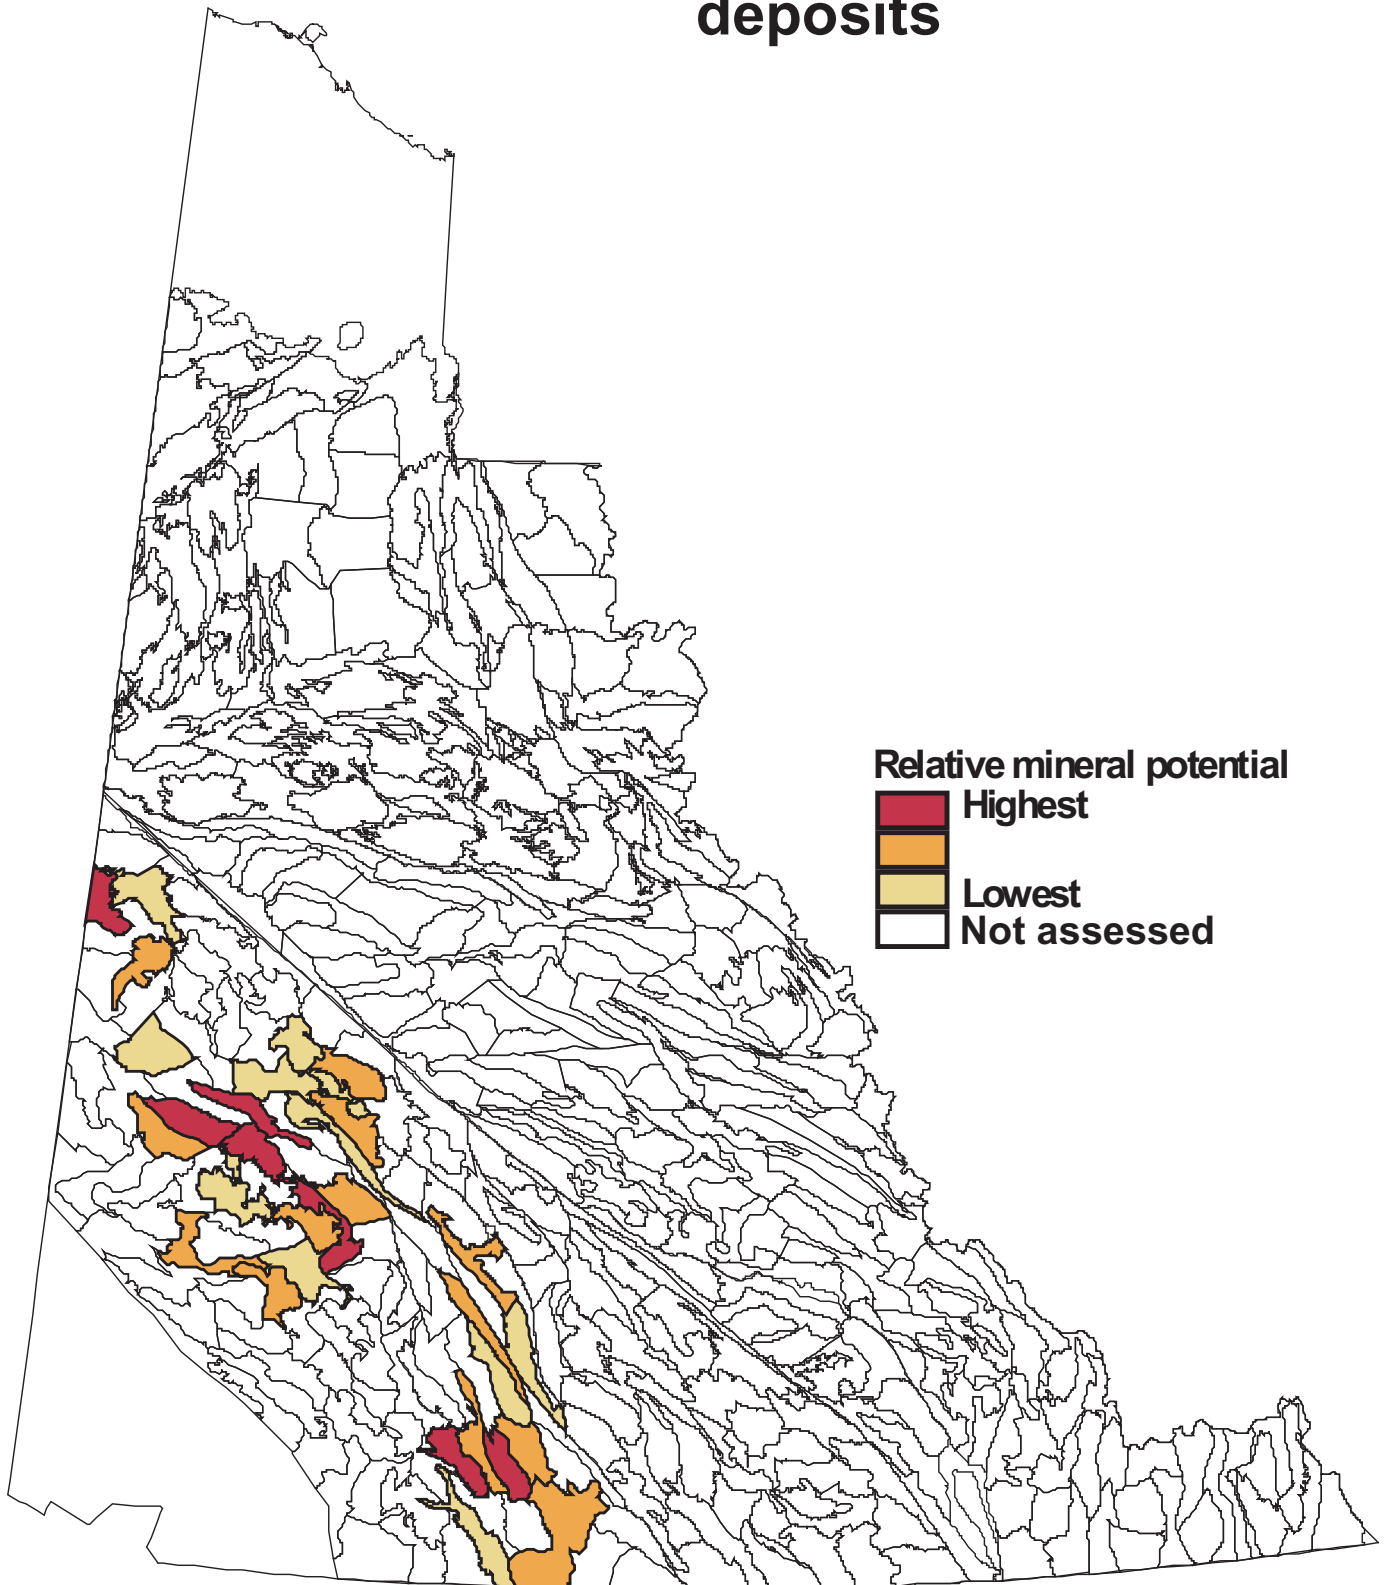 deposits
Relative mineral potential
Highest
Lowest
Not assessed